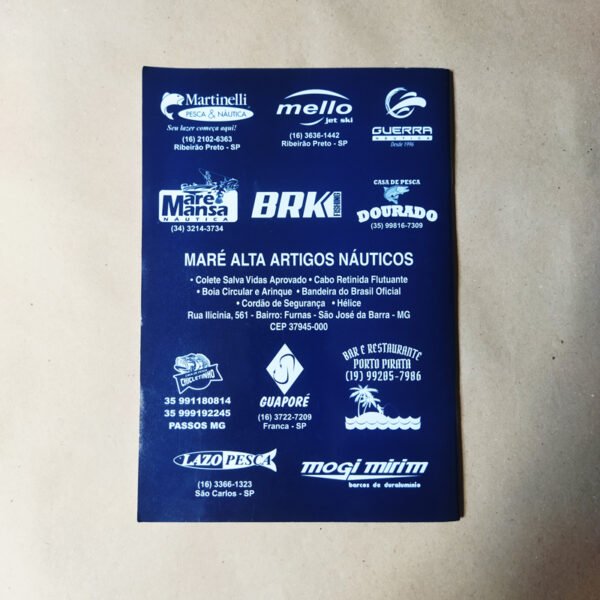 Martinelli
PESCA & NÁUTICA
Seu lazer começa aqui!
(16) 2102-6363
Ribeirão Preto - SP
mello
jet ski
(16) 3636-1442
Ribeirão Preto - SP
GUERRA
NÁUTICA
Desde 1996
Maré Mansa
NÁUTICA
(34) 3214-3734
BRK
FISHING
CASA DE PESCA
DOURADO
(35) 99816-7309
MARÉ ALTA ARTIGOS NÁUTICOS
• Colete Salva Vidas Aprovado • Cabo Retinida Flutuante
• Boia Circular e Arinque • Bandeira do Brasil Oficial
• Cordão de Segurança • Hélice
Rua Ilicinia, 561 - Bairro: Furnas - São José da Barra - MG
CEP 37945-000
CHICLETINHO
35 991180814
35 999192245
PASSOS MG
GUAPORÉ
(16) 3722-7209
Franca - SP
BAR E RESTAURANTE
PORTO PIRATA
(19) 99205-7986
LAZO PESCA
(16) 3366-1323
São Carlos - SP
mogi mirim
barcos de duralumínio